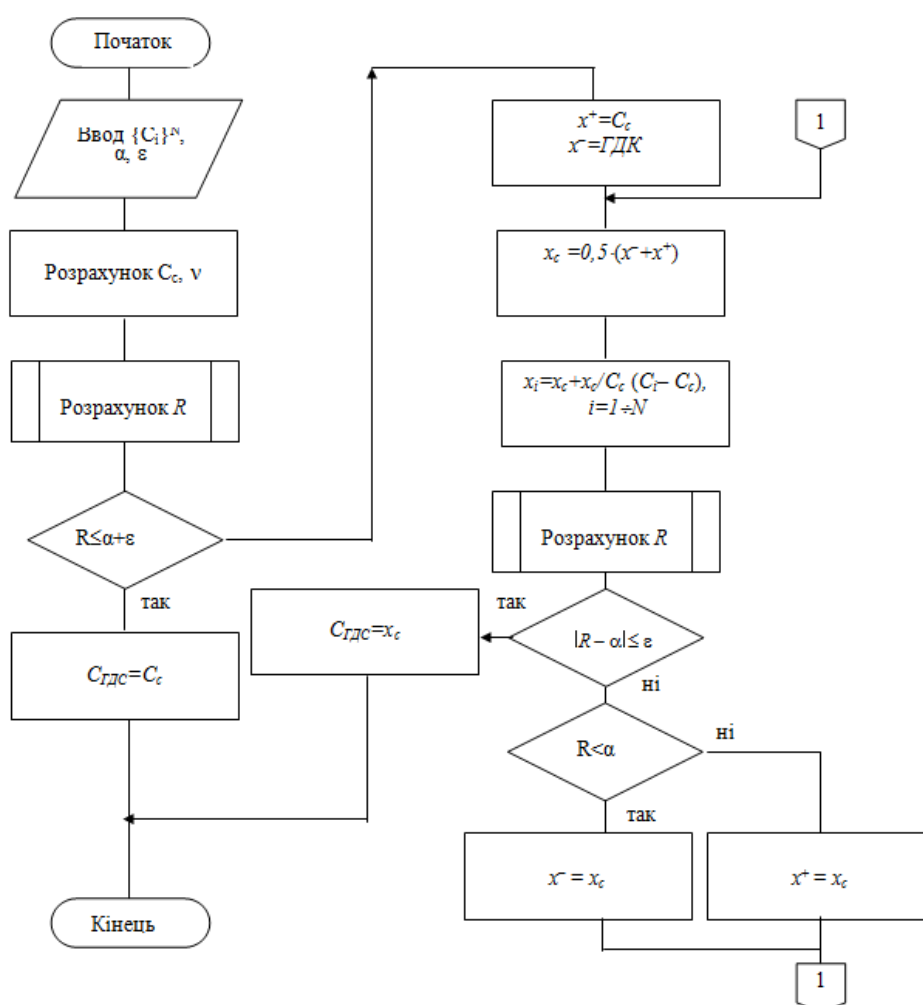 Початок
Ввод {Cᵢ}ᴺ,
α, ε
Розрахунок Cc, ν
Розрахунок R
R≤α+ε
так
CГДС=Cc
Кінець
x⁺=Cc
x⁻=ГДК
1
xc =0,5·(x⁻+x⁺)
xi=xc+xc/Cc (Ci– Cc),
i=1÷N
Розрахунок R
|R – α|≤ ε
так
CГДС=xc
ні
R<α
ні
так
x⁻ = xc
x⁺ = xc
1